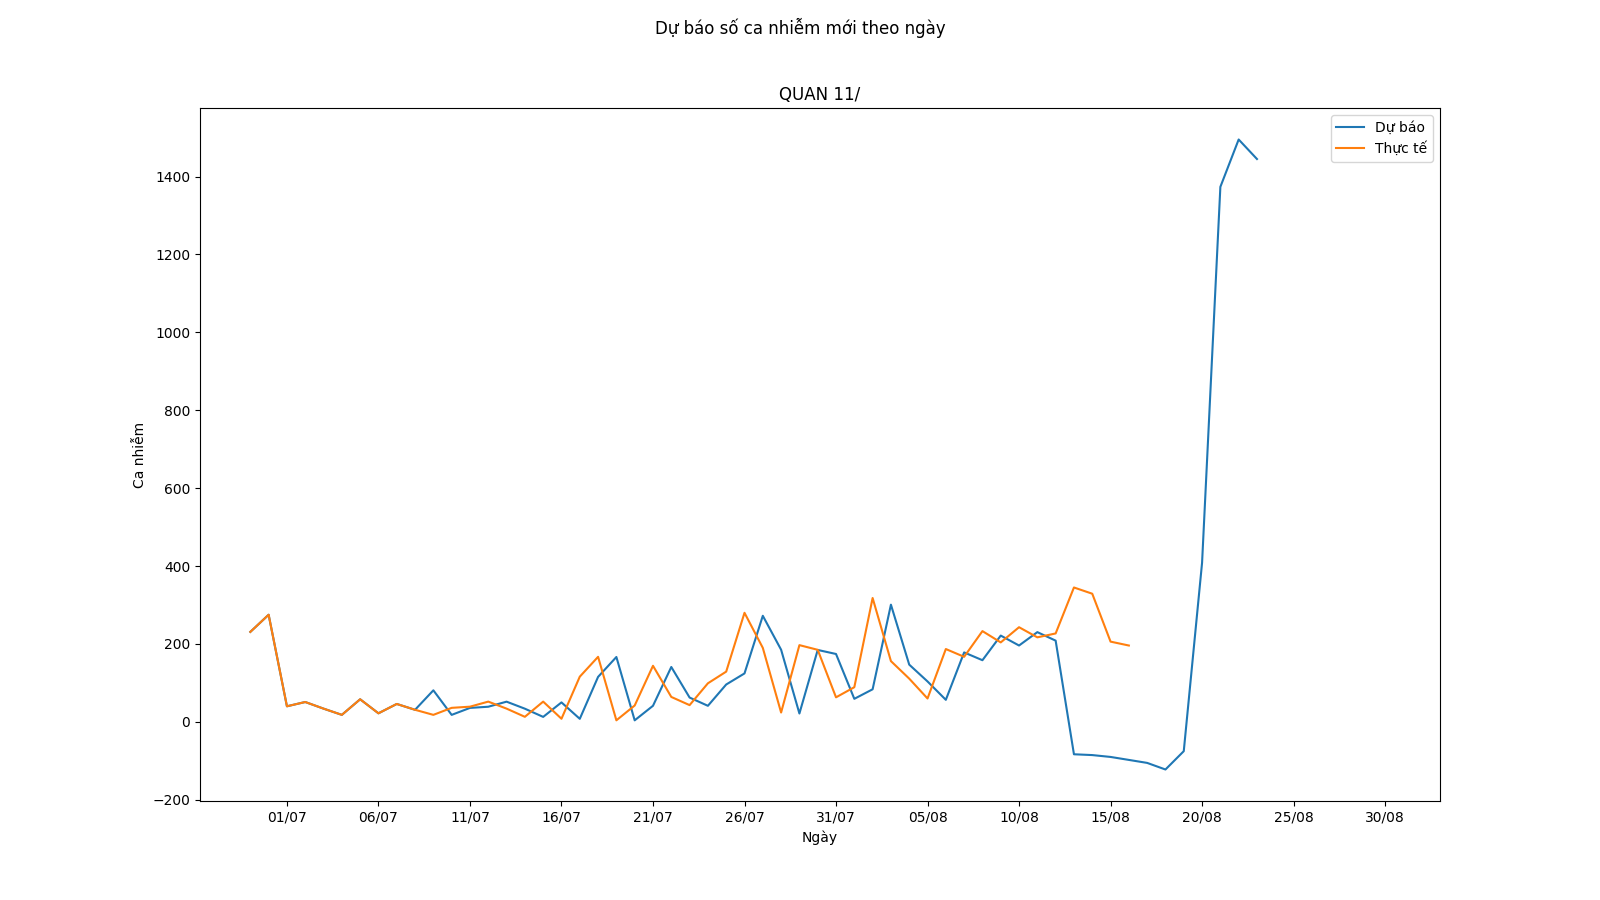 Dự báo số ca nhiễm mới theo ngày
QUAN 11/
Dự báo
Thực tế
Ca nhiễm
1400
1200
1000
800
600
400
200
0
−200
01/07 06/07 11/07 16/07 21/07 26/07 31/07 05/08 10/08 15/08 20/08 25/08 30/08
Ngày